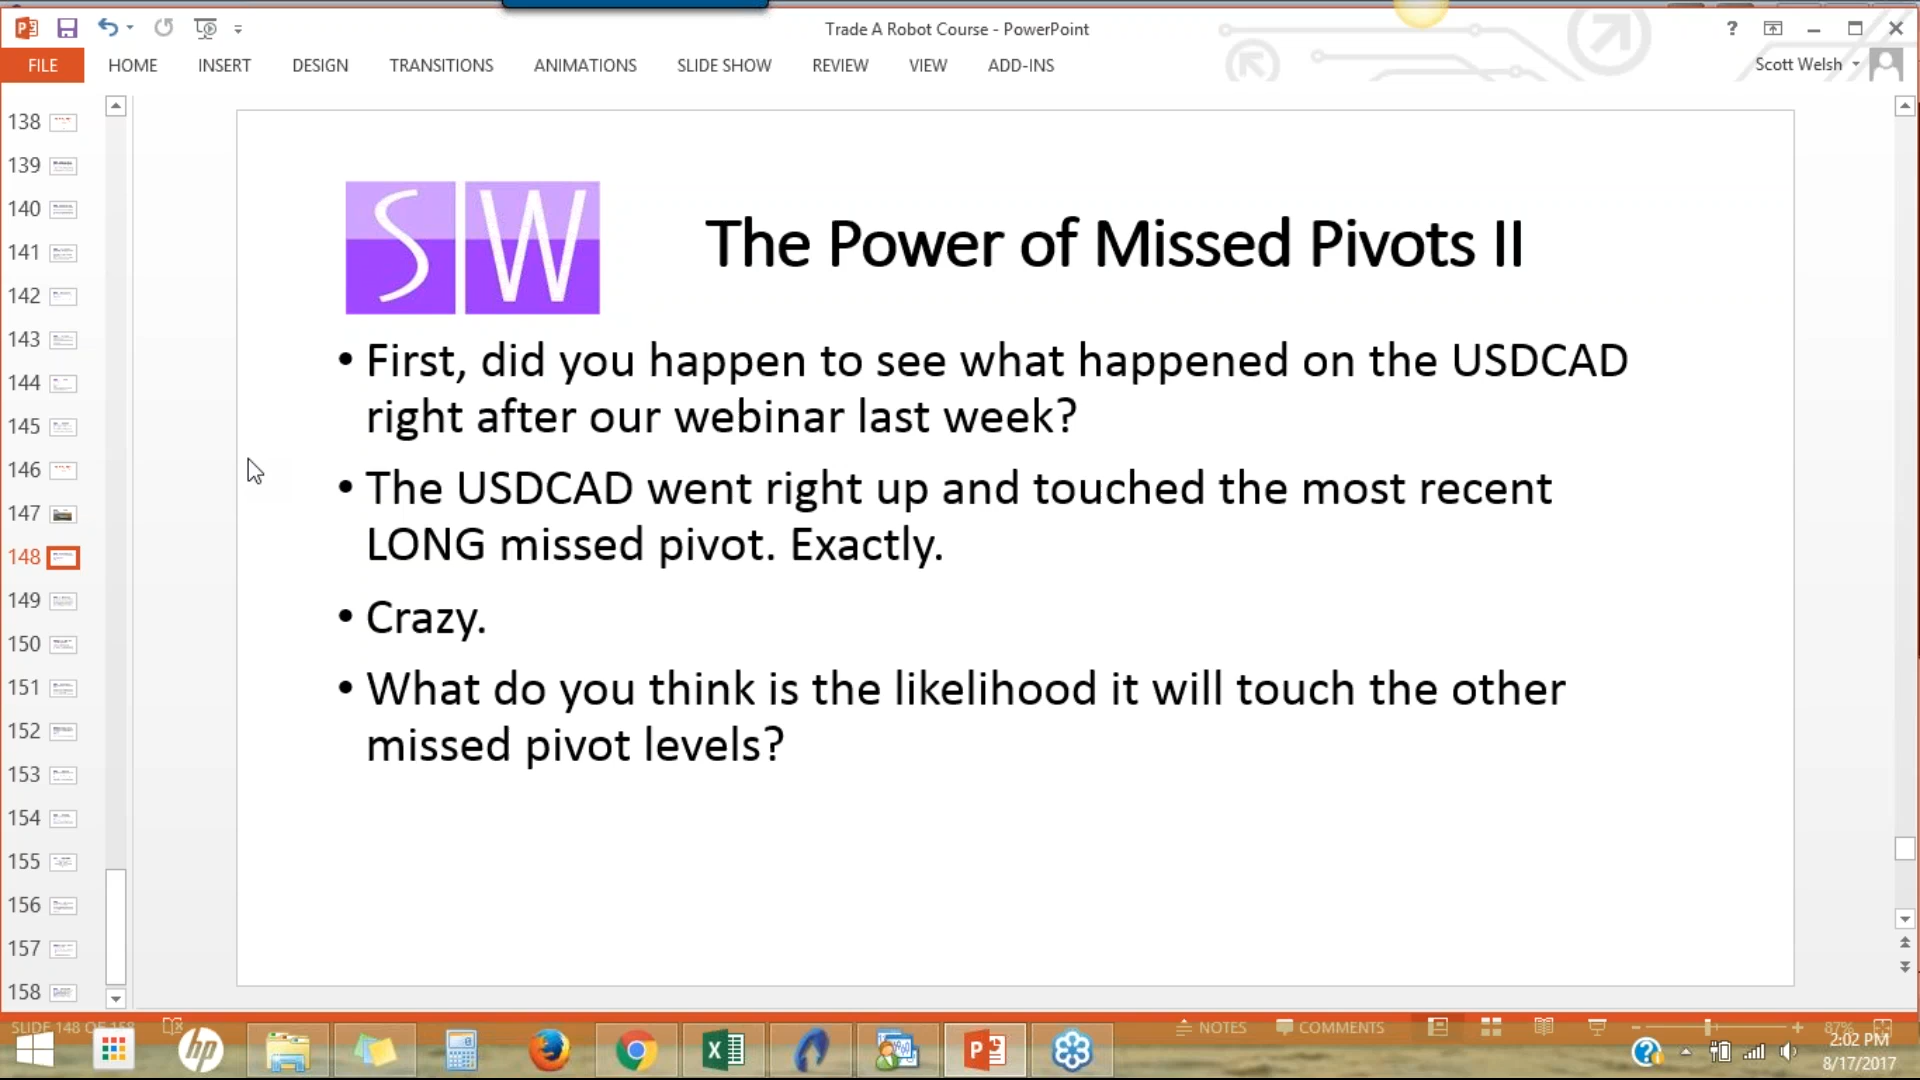 Trade A Robot Course - PowerPoint
?
FILE HOME INSERT DESIGN TRANSITIONS ANIMATIONS SLIDE SHOW REVIEW VIEW ADD-INS
Scott Welsh
138
139
140
141
142
143
144
145
146
147
148
149
150
151
152
153
154
155
156
157
158
SW
The Power of Missed Pivots II
• First, did you happen to see what happened on the USDCAD
right after our webinar last week?
• The USDCAD went right up and touched the most recent
LONG missed pivot. Exactly.
• Crazy.
• What do you think is the likelihood it will touch the other
missed pivot levels?
SLIDE 148 OF 158
NOTES COMMENTS
87%
hp
2:02 PM
8/17/2017